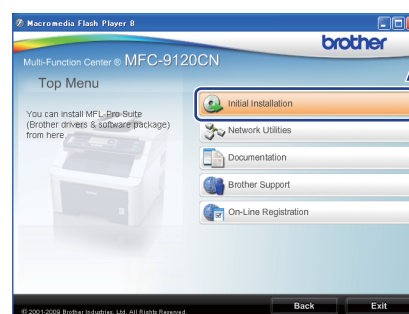 Macromedia Flash Player 8
brother
Multi-Function Center ® MFC-9120CN
Top Menu
You can install MFL-Pro Suite
(Brother drivers & software package)
from here
Initial Installation
Network Utilities
Documentation
Brother Support
On-Line Registration
© 2001-2009 Brother Industries, Ltd. All Rights Reserved.
Back
Exit